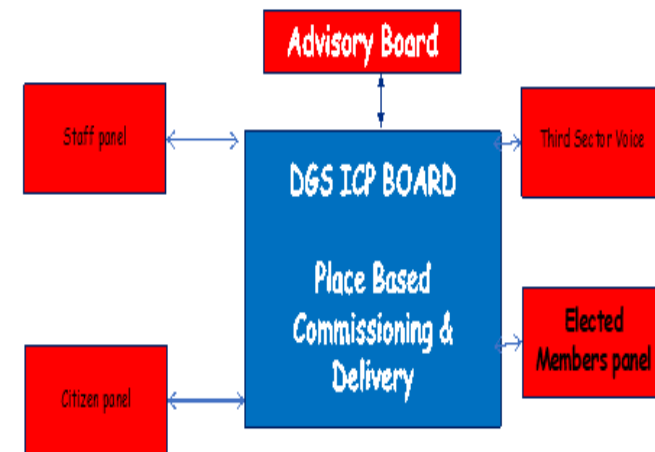 Advisory Board
Staff panel
Third Sector Voice
DGS ICP BOARD
Place Based
Commissioning &
Delivery
Elected
Members panel
Citizen panel